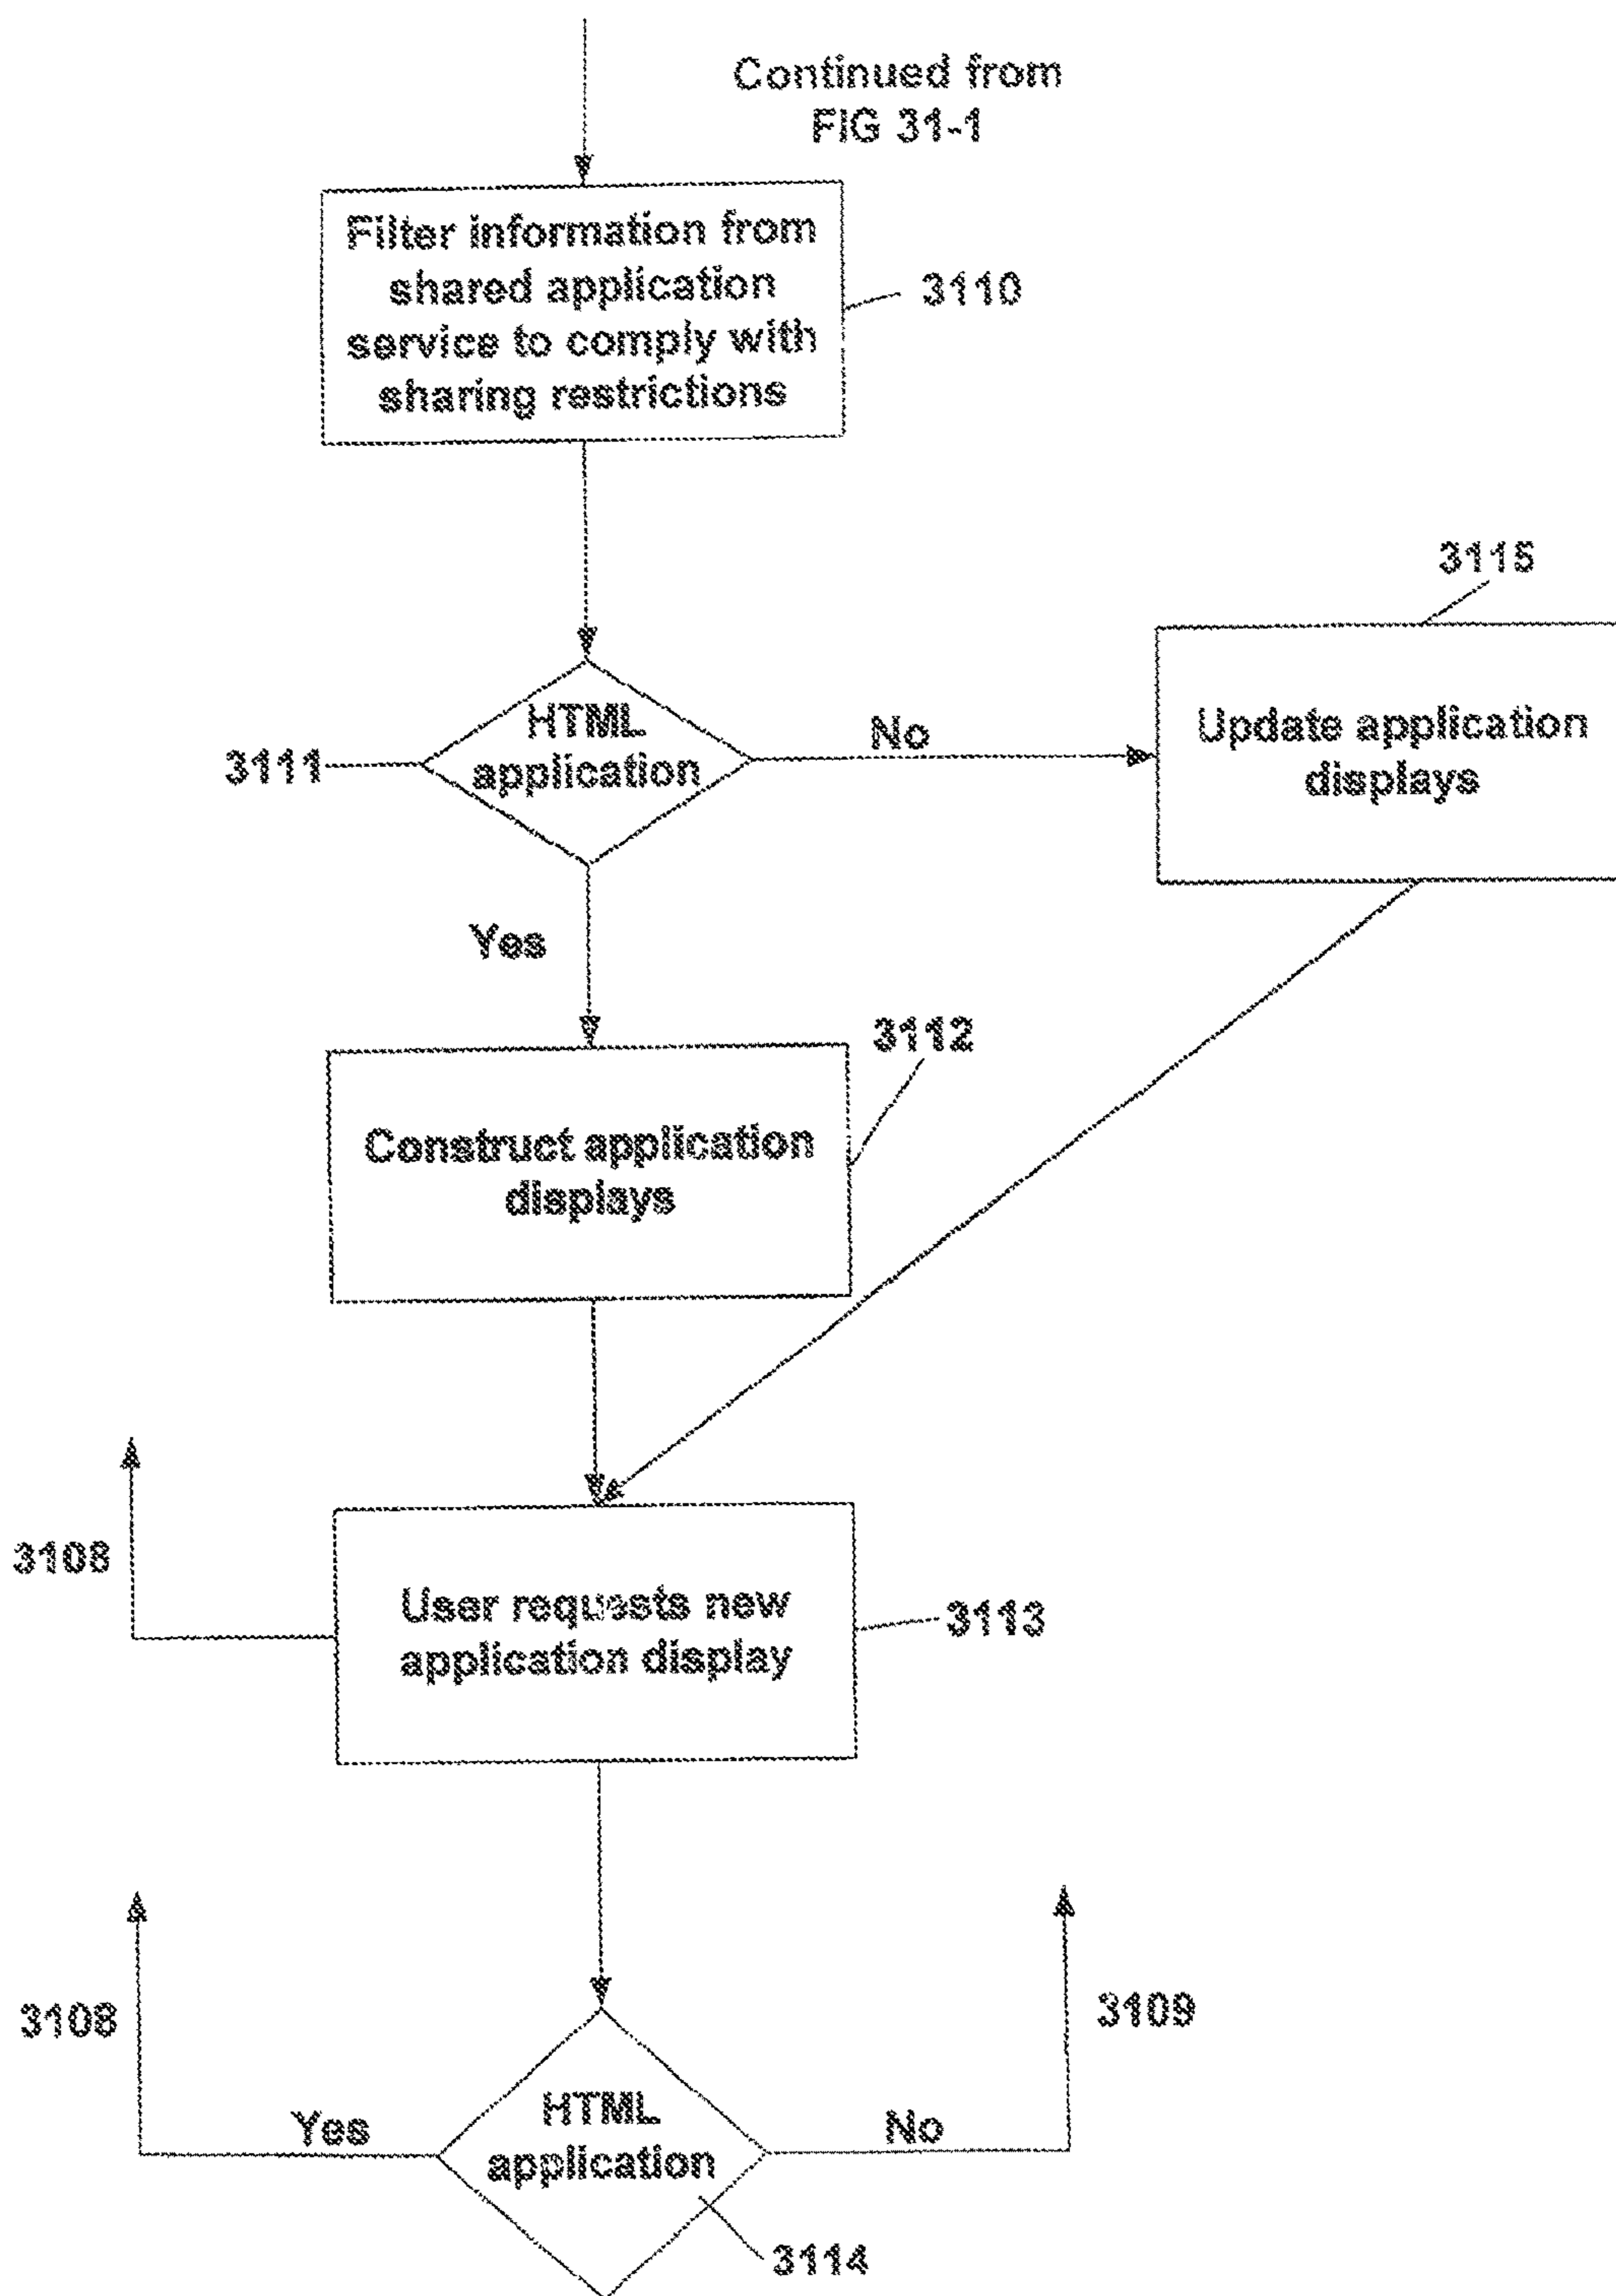 Continued from
FIG 31-1
Filter information from
shared application
service to comply with
sharing restrictions
3110
3115
HTML
application
3111
No
Update application
displays
Yes
3112
Construct application
displays
3108
User requests new
application display
3113
3108
3109
Yes
HTML
application
No
3114